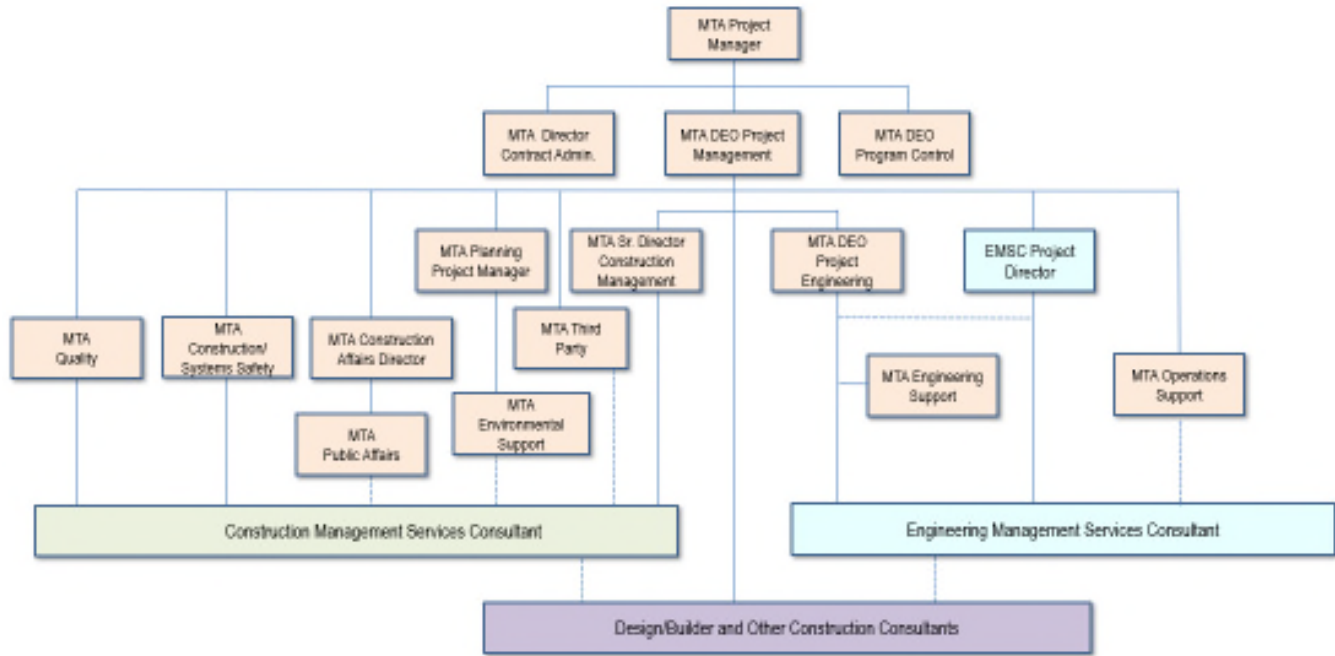 MTA Project
Manager
MTA Director
Contract Admin.
MTA DEO Project
Management
MTA DEO
Program Control
MTA Planning
Project Manager
MTA Sr. Director
Construction
Management
MTA DEO
Project
Engineering
EMSC Project
Director
MTA
Quality
MTA
Construction/
Systems Safety
MTA Construction
Affairs Director
MTA Third
Party
MTA Engineering
Support
MTA Operations
Support
MTA
Public Affairs
MTA
Environmental
Support
Construction Management Services Consultant
Engineering Management Services Consultant
Design/Builder and Other Construction Consultants